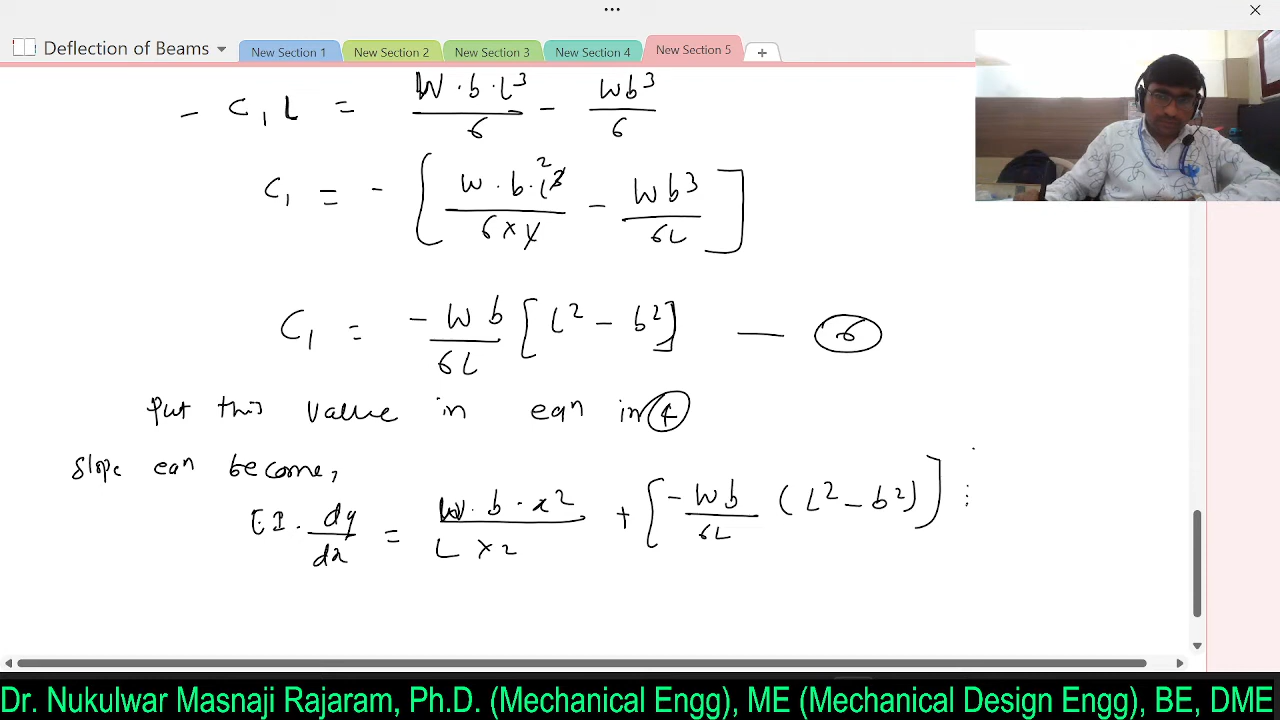 Deflection of Beams
New Section 1 New Section 2 New Section 3 New Section 4 New Section 5
- C₁L = W·b·L³/6 - Wb³/6
C₁ = - [W·b·L³²/6×L - Wb³/6L]
C₁ = -Wb/6L [L² - b²] — ⑥
Put this value in eqn in ④
Slope eqn become,
EI· dy/dx = W·b·x²/L×2 + [-Wb/6L (L² - b²)] ⋮
Dr. Nukulwar Masnaji Rajaram, Ph.D. (Mechanical Engg), ME (Mechanical Design Engg), BE, DME